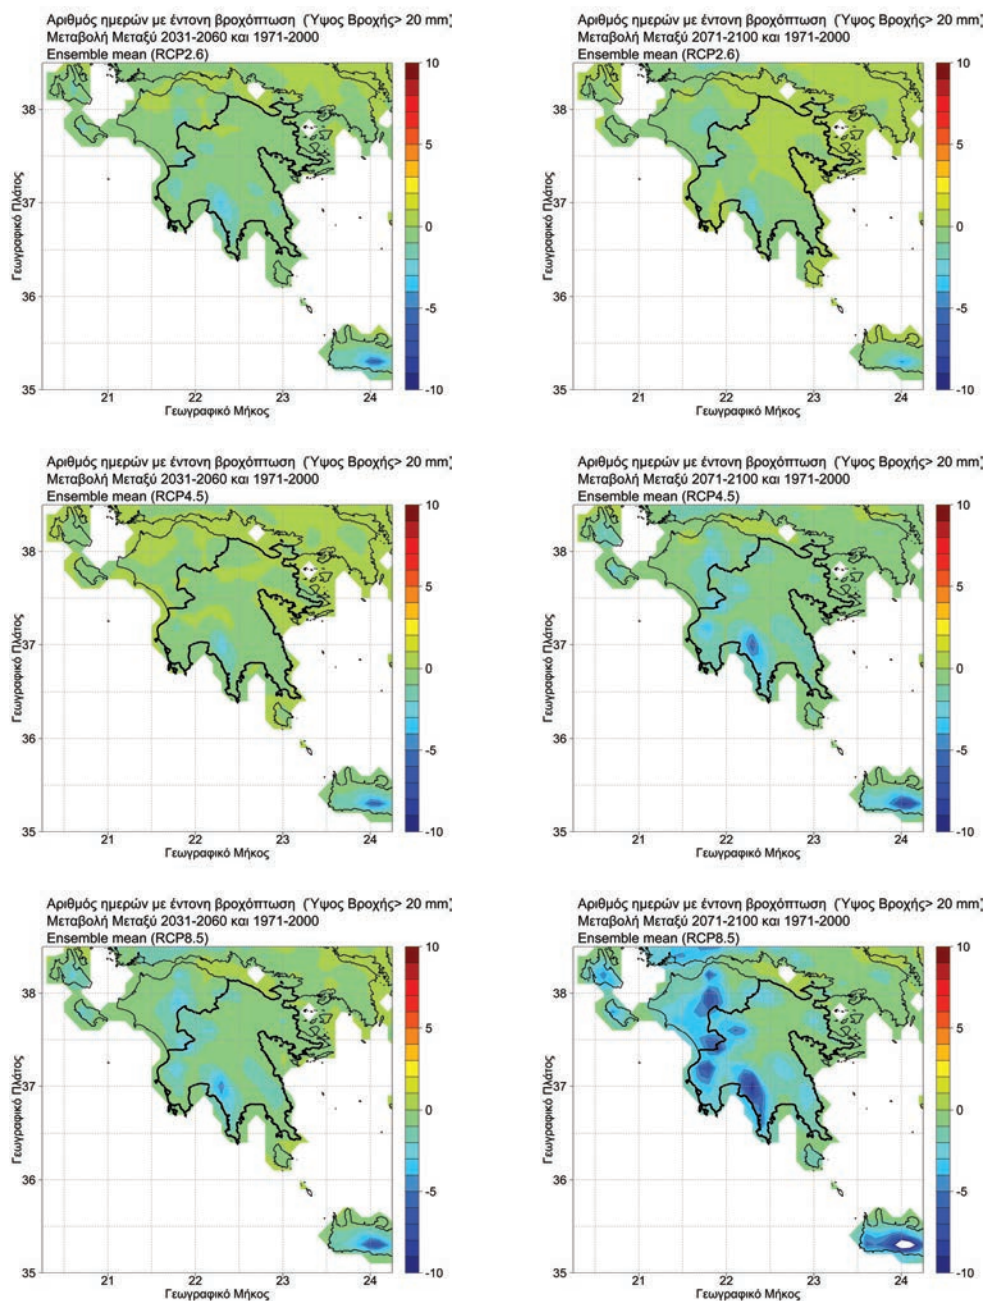 Αριθμός ημερών με έντονη βροχόπτωση (Ύψος Βροχής> 20 mm)
Μεταβολή Μεταξύ 2031-2060 και 1971-2000
Ensemble mean (RCP2.6)
10
5
0
-5
-10
38
37
36
35
Γεωγραφικό Πλάτος
21 22 23 24
Γεωγραφικό Μήκος
Αριθμός ημερών με έντονη βροχόπτωση (Ύψος Βροχής> 20 mm)
Μεταβολή Μεταξύ 2071-2100 και 1971-2000
Ensemble mean (RCP2.6)
10
5
0
-5
-10
38
37
36
35
Γεωγραφικό Πλάτος
21 22 23 24
Γεωγραφικό Μήκος
Αριθμός ημερών με έντονη βροχόπτωση (Ύψος Βροχής> 20 mm)
Μεταβολή Μεταξύ 2031-2060 και 1971-2000
Ensemble mean (RCP4.5)
10
5
0
-5
-10
38
37
36
35
Γεωγραφικό Πλάτος
21 22 23 24
Γεωγραφικό Μήκος
Αριθμός ημερών με έντονη βροχόπτωση (Ύψος Βροχής> 20 mm)
Μεταβολή Μεταξύ 2071-2100 και 1971-2000
Ensemble mean (RCP4.5)
10
5
0
-5
-10
38
37
36
35
Γεωγραφικό Πλάτος
21 22 23 24
Γεωγραφικό Μήκος
Αριθμός ημερών με έντονη βροχόπτωση (Ύψος Βροχής> 20 mm)
Μεταβολή Μεταξύ 2031-2060 και 1971-2000
Ensemble mean (RCP8.5)
10
5
0
-5
-10
38
37
36
35
Γεωγραφικό Πλάτος
21 22 23 24
Γεωγραφικό Μήκος
Αριθμός ημερών με έντονη βροχόπτωση (Ύψος Βροχής> 20 mm)
Μεταβολή Μεταξύ 2071-2100 και 1971-2000
Ensemble mean (RCP8.5)
10
5
0
-5
-10
38
37
36
35
Γεωγραφικό Πλάτος
21 22 23 24
Γεωγραφικό Μήκος